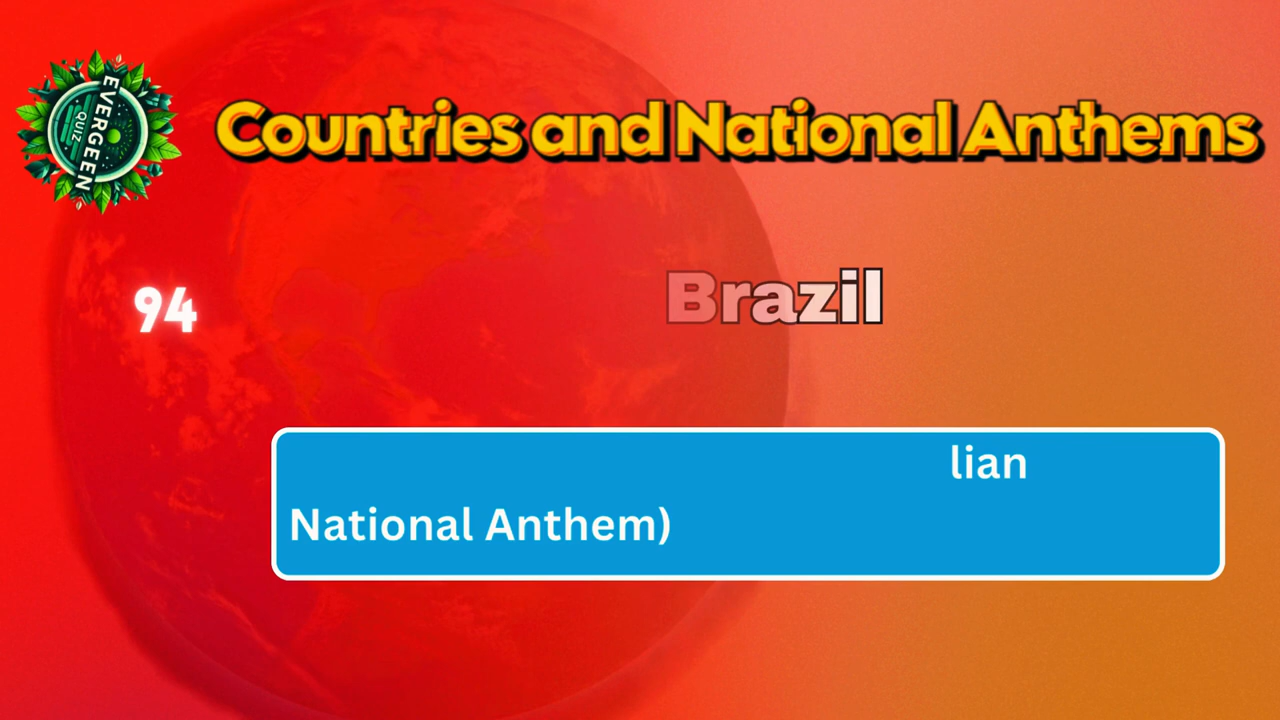 EVERGEEN
QUIZ
Countries and National Anthems
94
Brazil
lian
National Anthem)